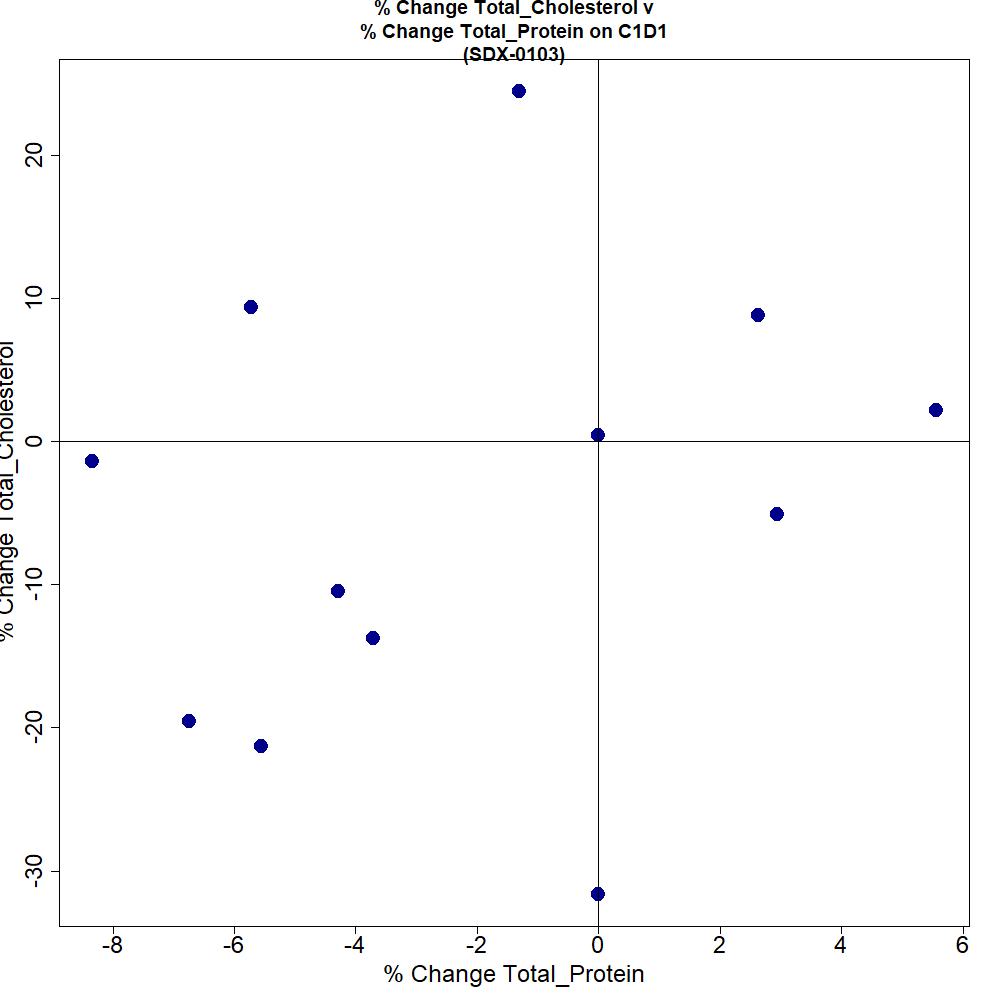 % Change Total_Cholesterol v
% Change Total_Protein on C1D1
(SDX-0103)
% Change Total_Cholesterol
20
10
0
-10
-20
-30
-8
-6
-4
-2
0
2
4
6
% Change Total_Protein